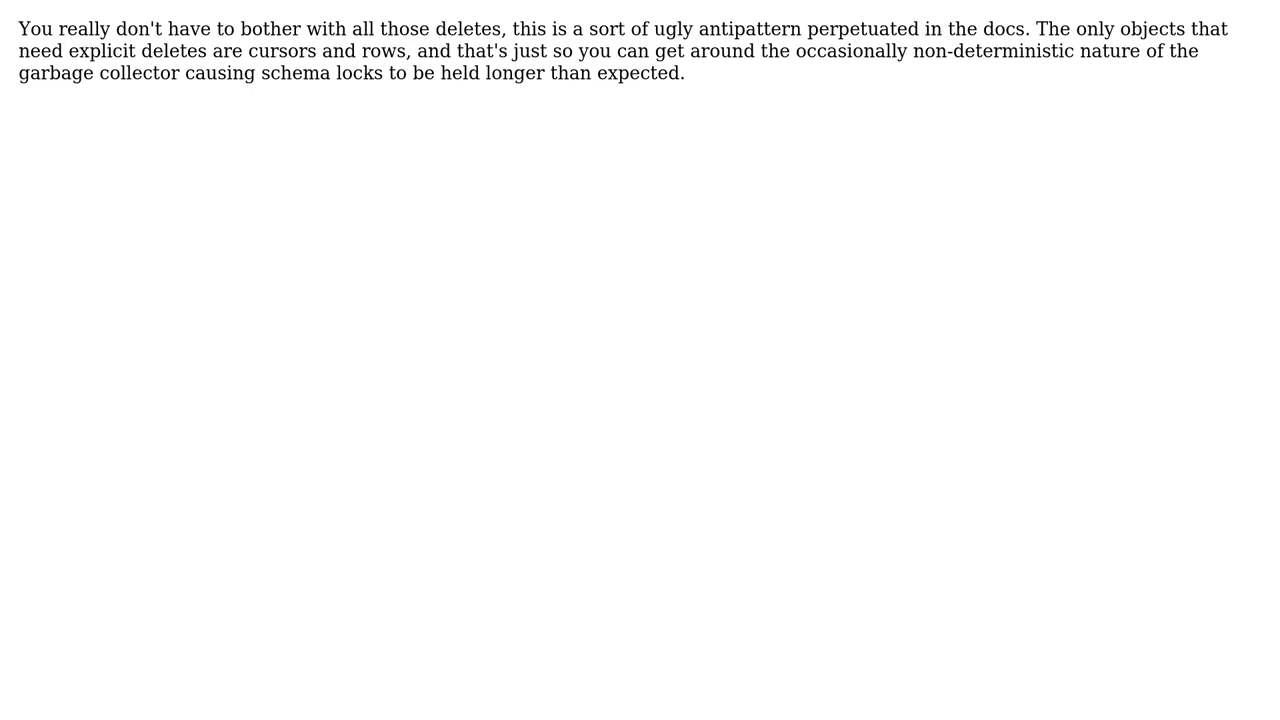 You really don't have to bother with all those deletes, this is a sort of ugly antipattern perpetuated in the docs. The only objects that
need explicit deletes are cursors and rows, and that's just so you can get around the occasionally non-deterministic nature of the
garbage collector causing schema locks to be held longer than expected.